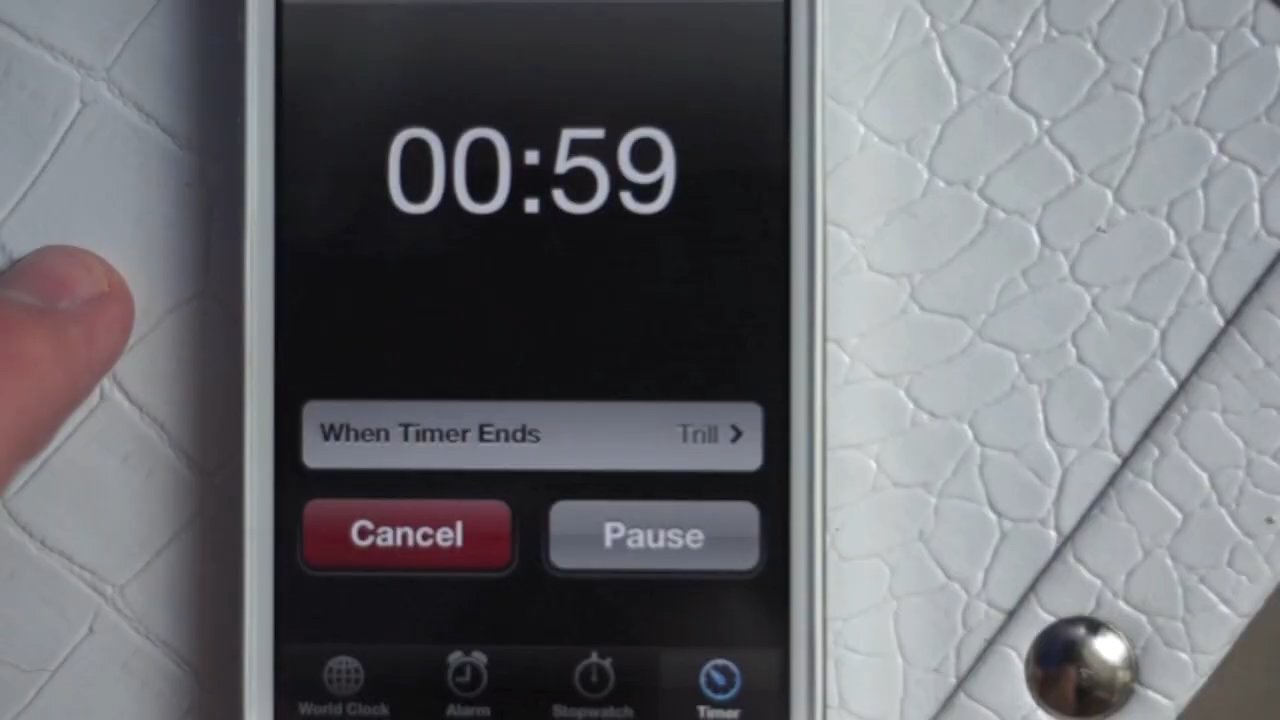 00:59
When Timer Ends Trill >
Cancel Pause
World Clock Alarm Stopwatch Timer